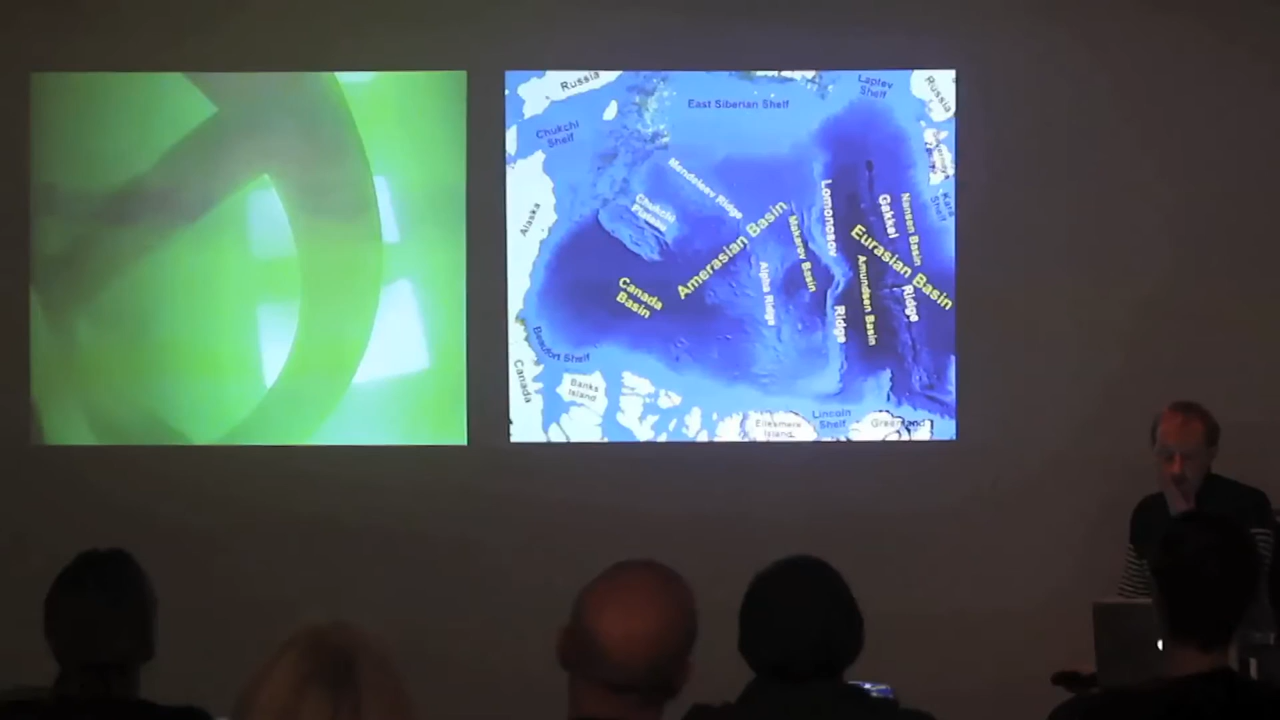 Russia
Laptev
Shelf
Russia
East Siberian Shelf
Chukchi
Shelf
Mendeleev Ridge
Chukchi
Plateau
Alaska
Lomonosov
Ridge
Gakkel
Ridge
Nansen Basin
Kara
Shelf
Amerasian Basin
Makarov Basin
Eurasian Basin
Amundsen Basin
Alpha Ridge
Canada
Basin
Beaufort Shelf
Canada
Banks
Island
Ellesmere
Island
Lincoln
Shelf
Greenland